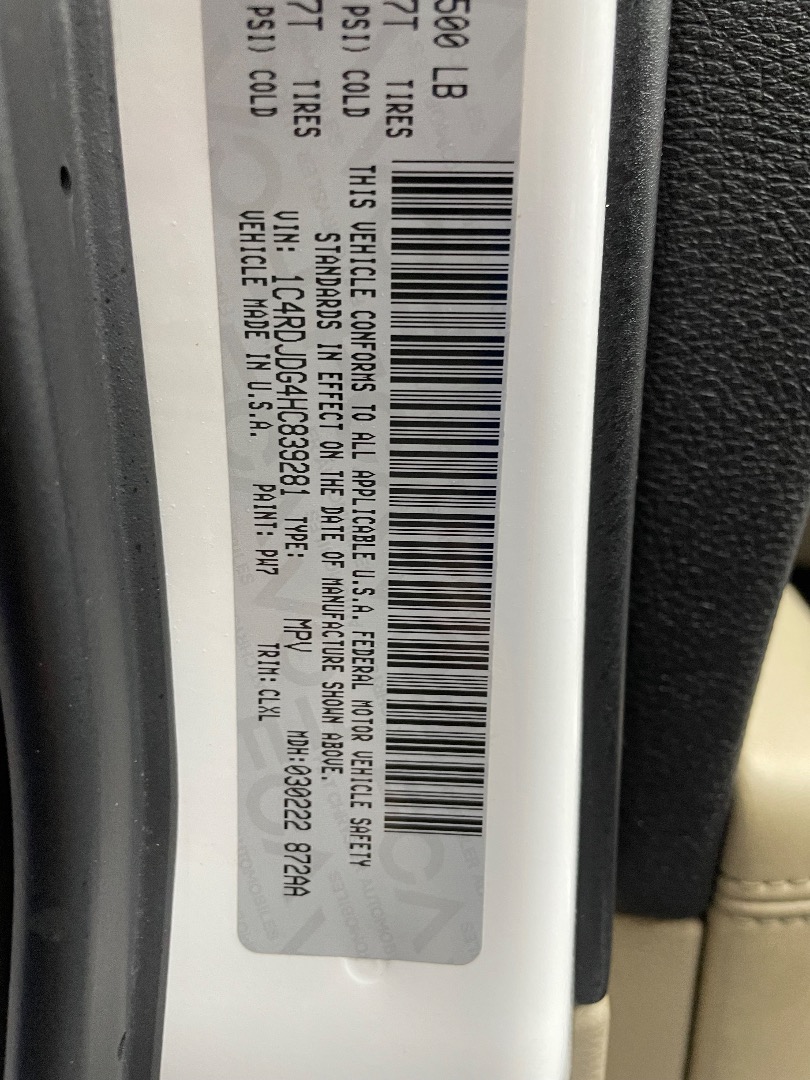 500 LB
7T TIRES
PSI) COLD
7T TIRES
PSI) COLD
THIS VEHICLE CONFORMS TO ALL APPLICABLE U.S.A. FEDERAL MOTOR VEHICLE SAFETY
STANDARDS IN EFFECT ON THE DATE OF MANUFACTURE SHOWN ABOVE.
VIN: 1C4RDJDG4HC839281 TYPE: MPV MDH:030222 872AA
VEHICLE MADE IN U.S.A. PAINT: PW7 TRIM: CLXL